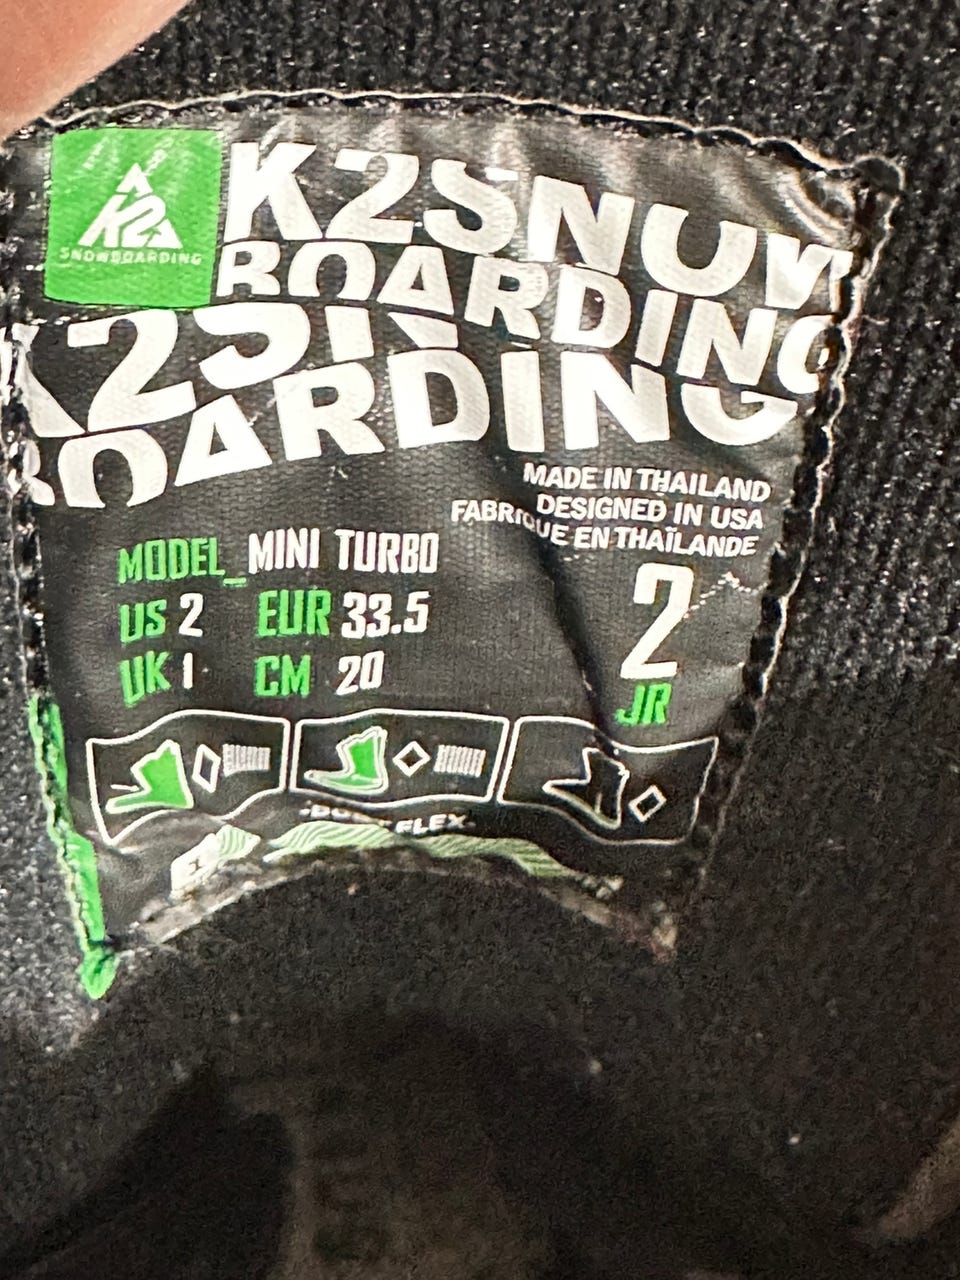 K2
SNOWBOARDING
K2SNOW
BOARDING
K2SN
BOARDING
MADE IN THAILAND
DESIGNED IN USA
FABRIQUE EN THAÏLANDE
MODEL_MINI TURBO
US 2 EUR 33.5
UK 1 CM 20
2
JR
FLEX